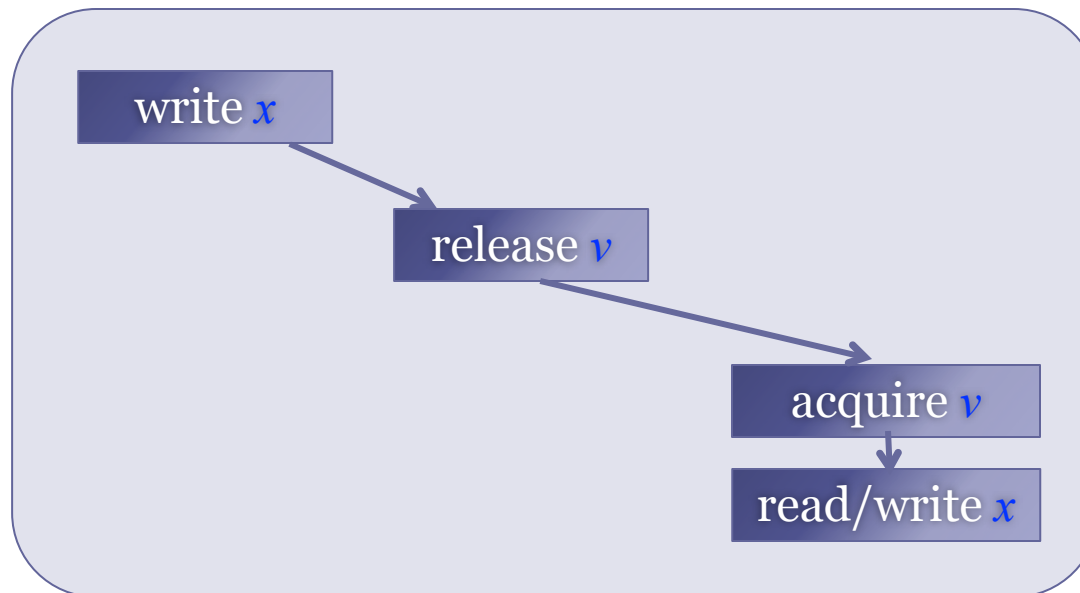 write x
release v
acquire v
read/write x